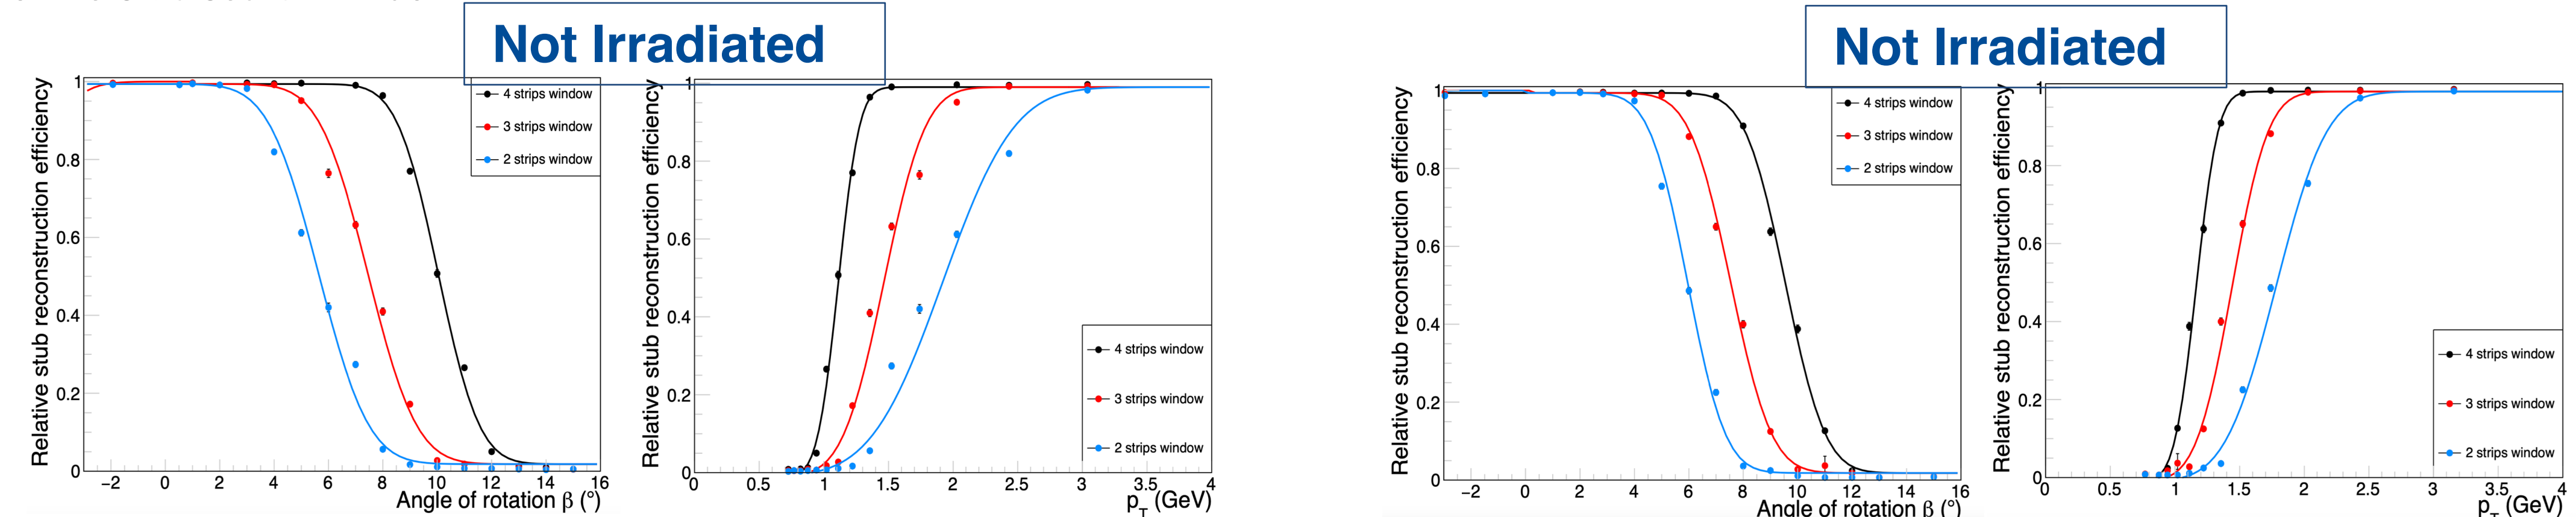 Not Irradiated
Relative stub reconstruction efficiency
1
0.8
0.6
0.4
0.2
0
4 strips window
3 strips window
2 strips window
−2 0 2 4 6 8 10 12 14 16
Angle of rotation β (°)
Relative stub reconstruction efficiency
1
0.8
0.6
0.4
0.2
0
4 strips window
3 strips window
2 strips window
0 0.5 1 1.5 2 2.5 3 3.5 4
p_T (GeV)
Not Irradiated
Relative stub reconstruction efficiency
1
0.8
0.6
0.4
0.2
0
4 strips window
3 strips window
2 strips window
−2 0 2 4 6 8 10 12 14 16
Angle of rotation β (°)
Relative stub reconstruction efficiency
1
0.8
0.6
0.4
0.2
0
4 strips window
3 strips window
2 strips window
0 0.5 1 1.5 2 2.5 3 3.5 4
p_T (GeV)